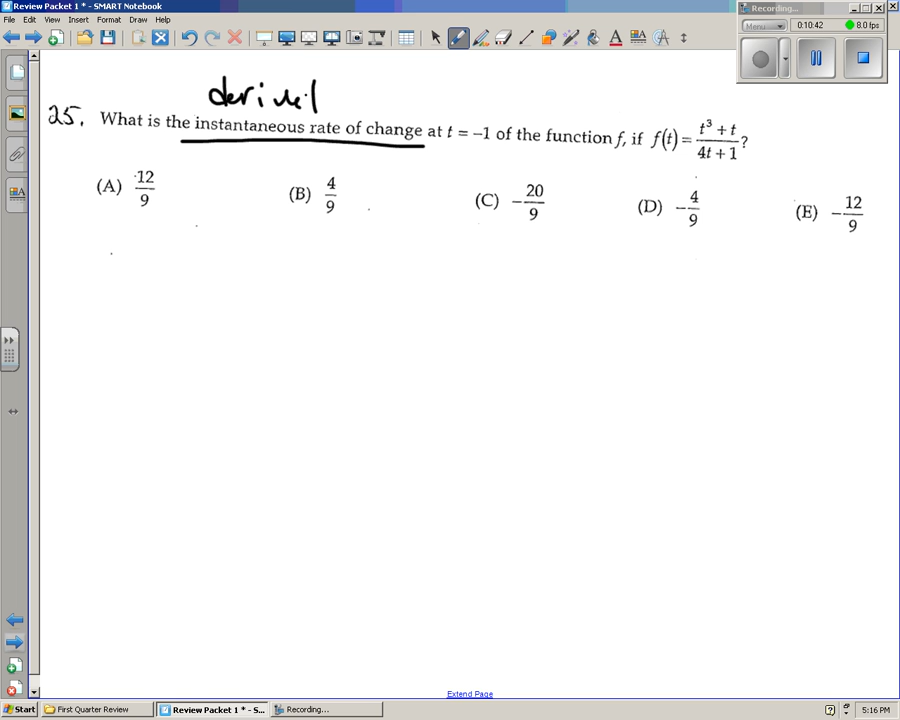 Review Packet 1 * - SMART Notebook
File Edit View Insert Format Draw Help
Recording...
Menu
0:10:42
8.0 fps
25. What is the instantaneous rate of change at t = −1 of the function f, if f(t) = (t³ + t)/(4t + 1)?
(A) 12/9 (B) 4/9 (C) −20/9 (D) −4/9 (E) −12/9
Extend Page
Start First Quarter Review Review Packet 1 * - S... Recording... 5:16 PM